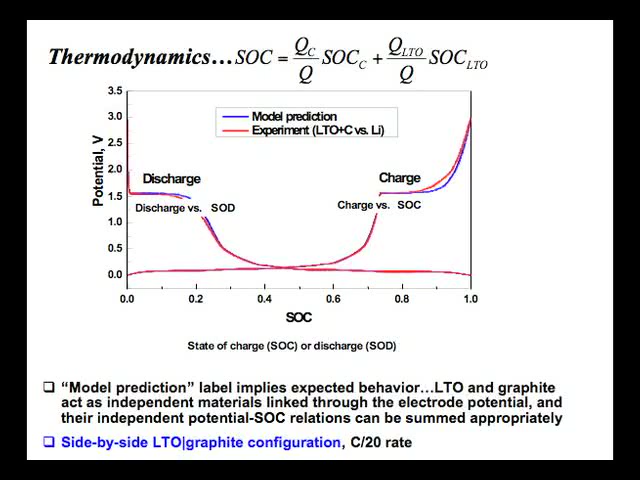 Thermodynamics…SOC = Q_C/Q SOC_C + Q_LTO/Q SOC_LTO
3.5
3.0
2.5
2.0
1.5
1.0
0.5
0.0
Potential, V
Model prediction
Experiment (LTO+C vs. Li)
Discharge
Charge
Discharge vs. SOD
Charge vs. SOC
0.0 0.2 0.4 0.6 0.8 1.0
SOC
State of charge (SOC) or discharge (SOD)
❑ “Model prediction” label implies expected behavior…LTO and graphite
act as independent materials linked through the electrode potential, and
their independent potential-SOC relations can be summed appropriately
❑ Side-by-side LTO|graphite configuration, C/20 rate